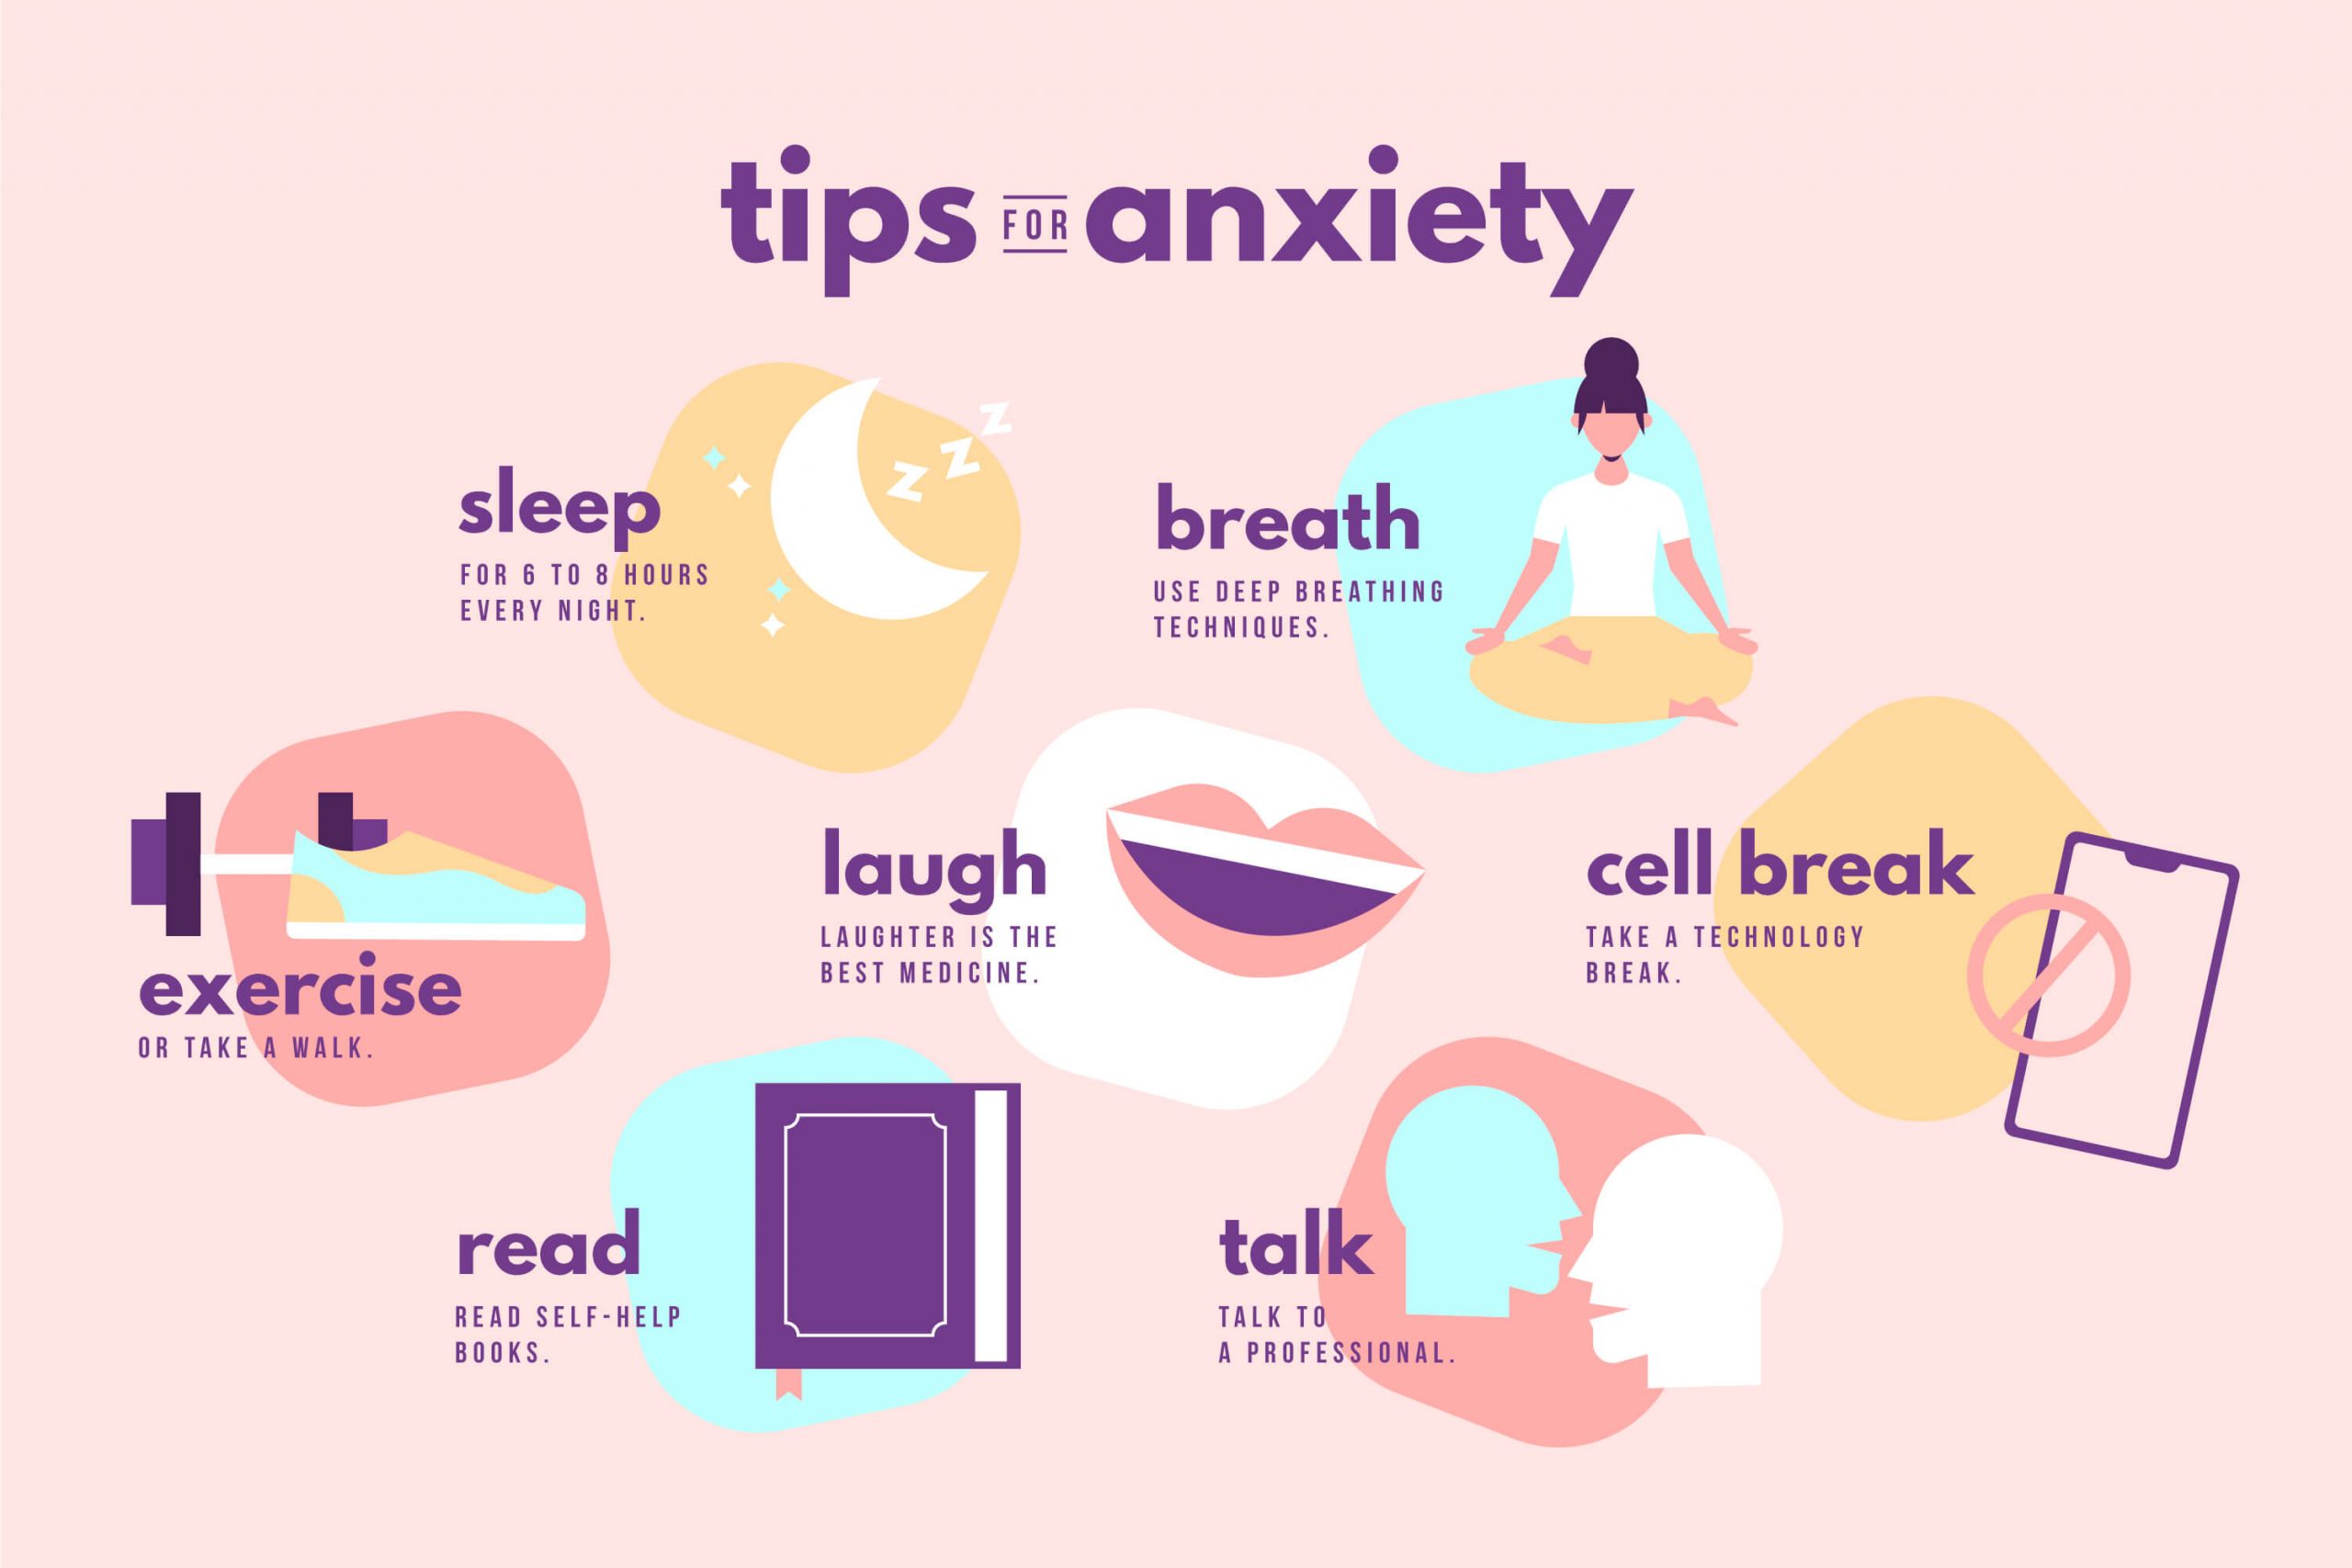 tips FOR anxiety
sleep
FOR 6 TO 8 HOURS
EVERY NIGHT.
z z z
breath
USE DEEP BREATHING
TECHNIQUES.
exercise
OR TAKE A WALK.
laugh
LAUGHTER IS THE
BEST MEDICINE.
cell break
TAKE A TECHNOLOGY
BREAK.
read
READ SELF-HELP
BOOKS.
talk
TALK TO
A PROFESSIONAL.